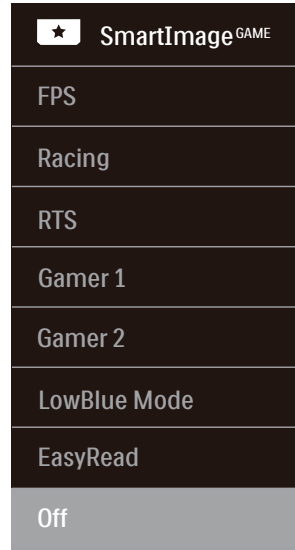 SmartImage GAME
FPS
Racing
RTS
Gamer 1
Gamer 2
LowBlue Mode
EasyRead
Off